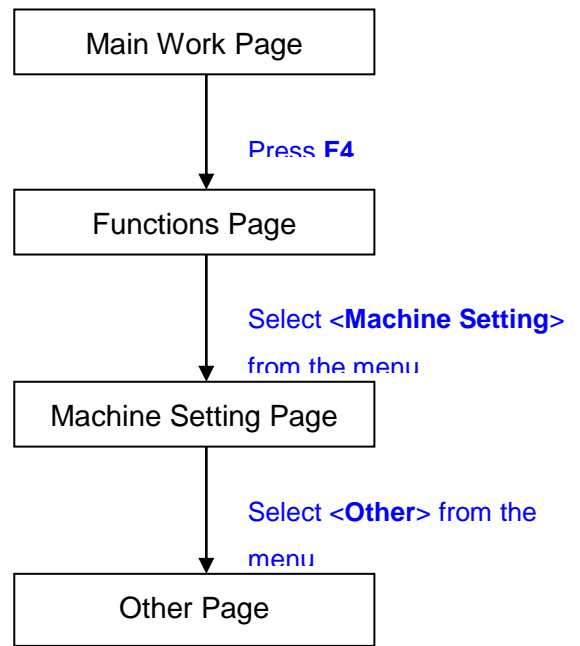 Main Work Page
Press F4
Functions Page
Select <Machine Setting>
from the menu
Machine Setting Page
Select <Other> from the
menu
Other Page